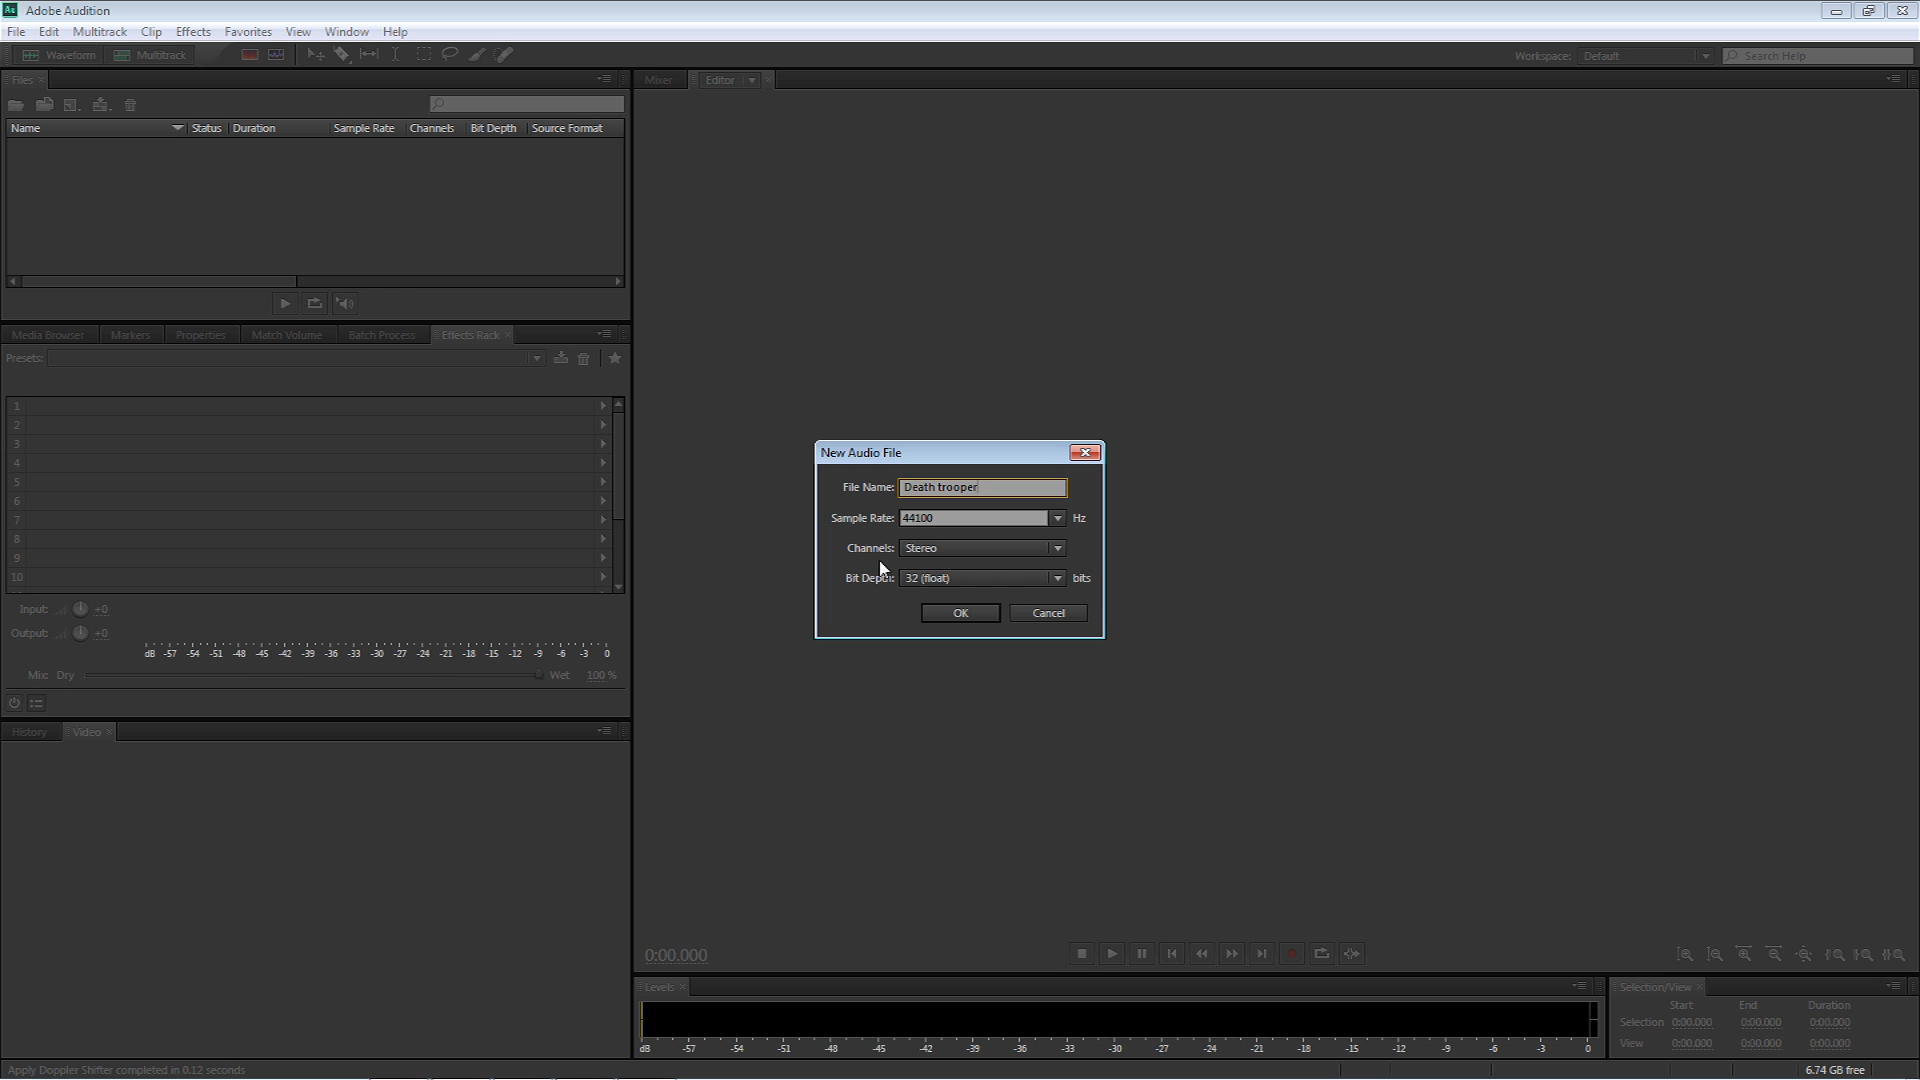 Au Adobe Audition
File Edit Multitrack Clip Effects Favorites View Window Help
Waveform Multitrack Workspace: Default Search Help
Files Mixer Editor
Name Status Duration Sample Rate Channels Bit Depth Source Format
Media Browser Markers Properties Match Volume Batch Process Effects Rack
Presets:
1
2
3
4
5
6
7
8
9
10
Input: +0
Output: +0
dB -57 -54 -51 -48 -45 -42 -39 -36 -33 -30 -27 -24 -21 -18 -15 -12 -9 -6 -3 0
Mix: Dry Wet 100 %
History Video
New Audio File
File Name: Death trooper
Sample Rate: 44100 Hz
Channels: Stereo
Bit Depth: 32 (float) bits
OK Cancel
0:00.000
Levels
dB -57 -54 -51 -48 -45 -42 -39 -36 -33 -30 -27 -24 -21 -18 -15 -12 -9 -6 -3 0
Selection/View
Start End Duration
Selection 0:00.000 0:00.000 0:00.000
View 0:00.000 0:00.000 0:00.000
Apply Doppler Shifter completed in 0.12 seconds 6.74 GB free